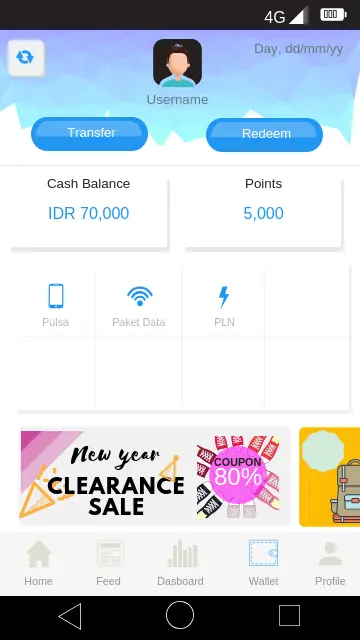 4G
Day, dd/mm/yy
Username
Transfer
Redeem
Cash Balance
Points
IDR 70,000
5,000
Pulsa
Paket Data
PLN
New year
CLEARANCE
SALE
COUPON
80%
Home
Feed
Dasboard
Wallet
Profile